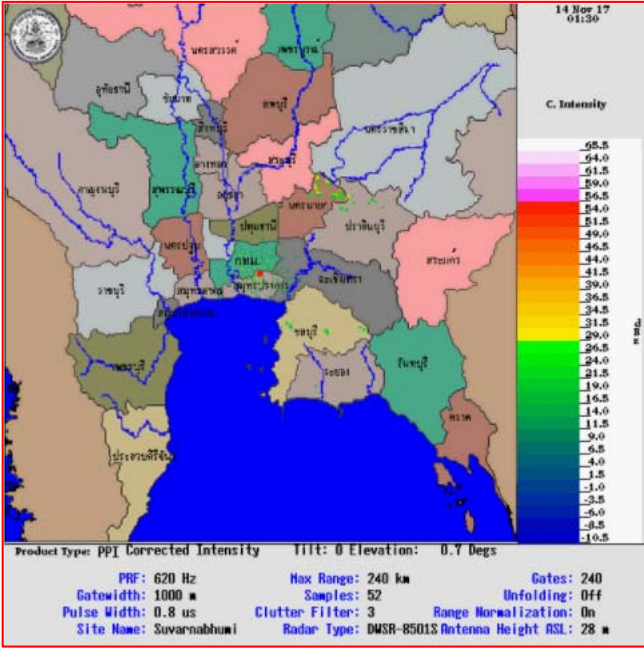 14 Nov 17
01:30
C. Intensity
นครสวรรค์
เพชรบูรณ์
อุทัยธานี
ชัยนาท
ลพบุรี
สิงห์บุรี
นครราชสีมา
อ่างทอง
สระบุรี
กาญจนบุรี
สุพรรณบุรี
อยุธยา
นครนายก
ปราจีนบุรี
ปทุมธานี
นครปฐม
กทม.
สระแก้ว
ฉะเชิงเทรา
ราชบุรี
สมุทรสาคร
สมุทรปราการ
ชลบุรี
เพชรบุรี
ระยอง
จันทบุรี
ตราด
ประจวบคีรีขันธ์
65.5
64.0
61.5
59.0
56.5
54.0
51.5
49.0
46.5
44.0
41.5
39.0
36.5
34.0
31.5
29.0
26.5
24.0
21.5
19.0
16.5
14.0
11.5
9.0
6.5
4.0
1.5
-1.0
-3.5
-6.0
-8.5
-10.5
Product Type: PPI Corrected Intensity Tilt: 0 Elevation: 0.7 Degs
PRF: 620 Hz Max Range: 240 km Gates: 240
Gatewidth: 1000 m Samples: 52 Unfolding: Off
Pulse Width: 0.8 us Clutter Filter: 3 Range Normalization: On
Site Name: Suvarnabhumi Radar Type: DWSR-8501S Antenna Height ASL: 28 m